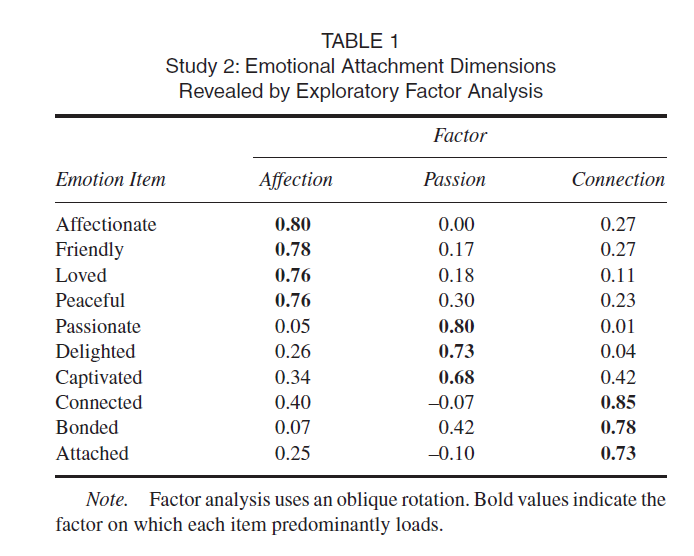 TABLE 1
Study 2: Emotional Attachment Dimensions
Revealed by Exploratory Factor Analysis
Factor
Emotion Item Affection Passion Connection
Affectionate 0.80 0.00 0.27
Friendly 0.78 0.17 0.27
Loved 0.76 0.18 0.11
Peaceful 0.76 0.30 0.23
Passionate 0.05 0.80 0.01
Delighted 0.26 0.73 0.04
Captivated 0.34 0.68 0.42
Connected 0.40 –0.07 0.85
Bonded 0.07 0.42 0.78
Attached 0.25 –0.10 0.73
Note. Factor analysis uses an oblique rotation. Bold values indicate the
factor on which each item predominantly loads.